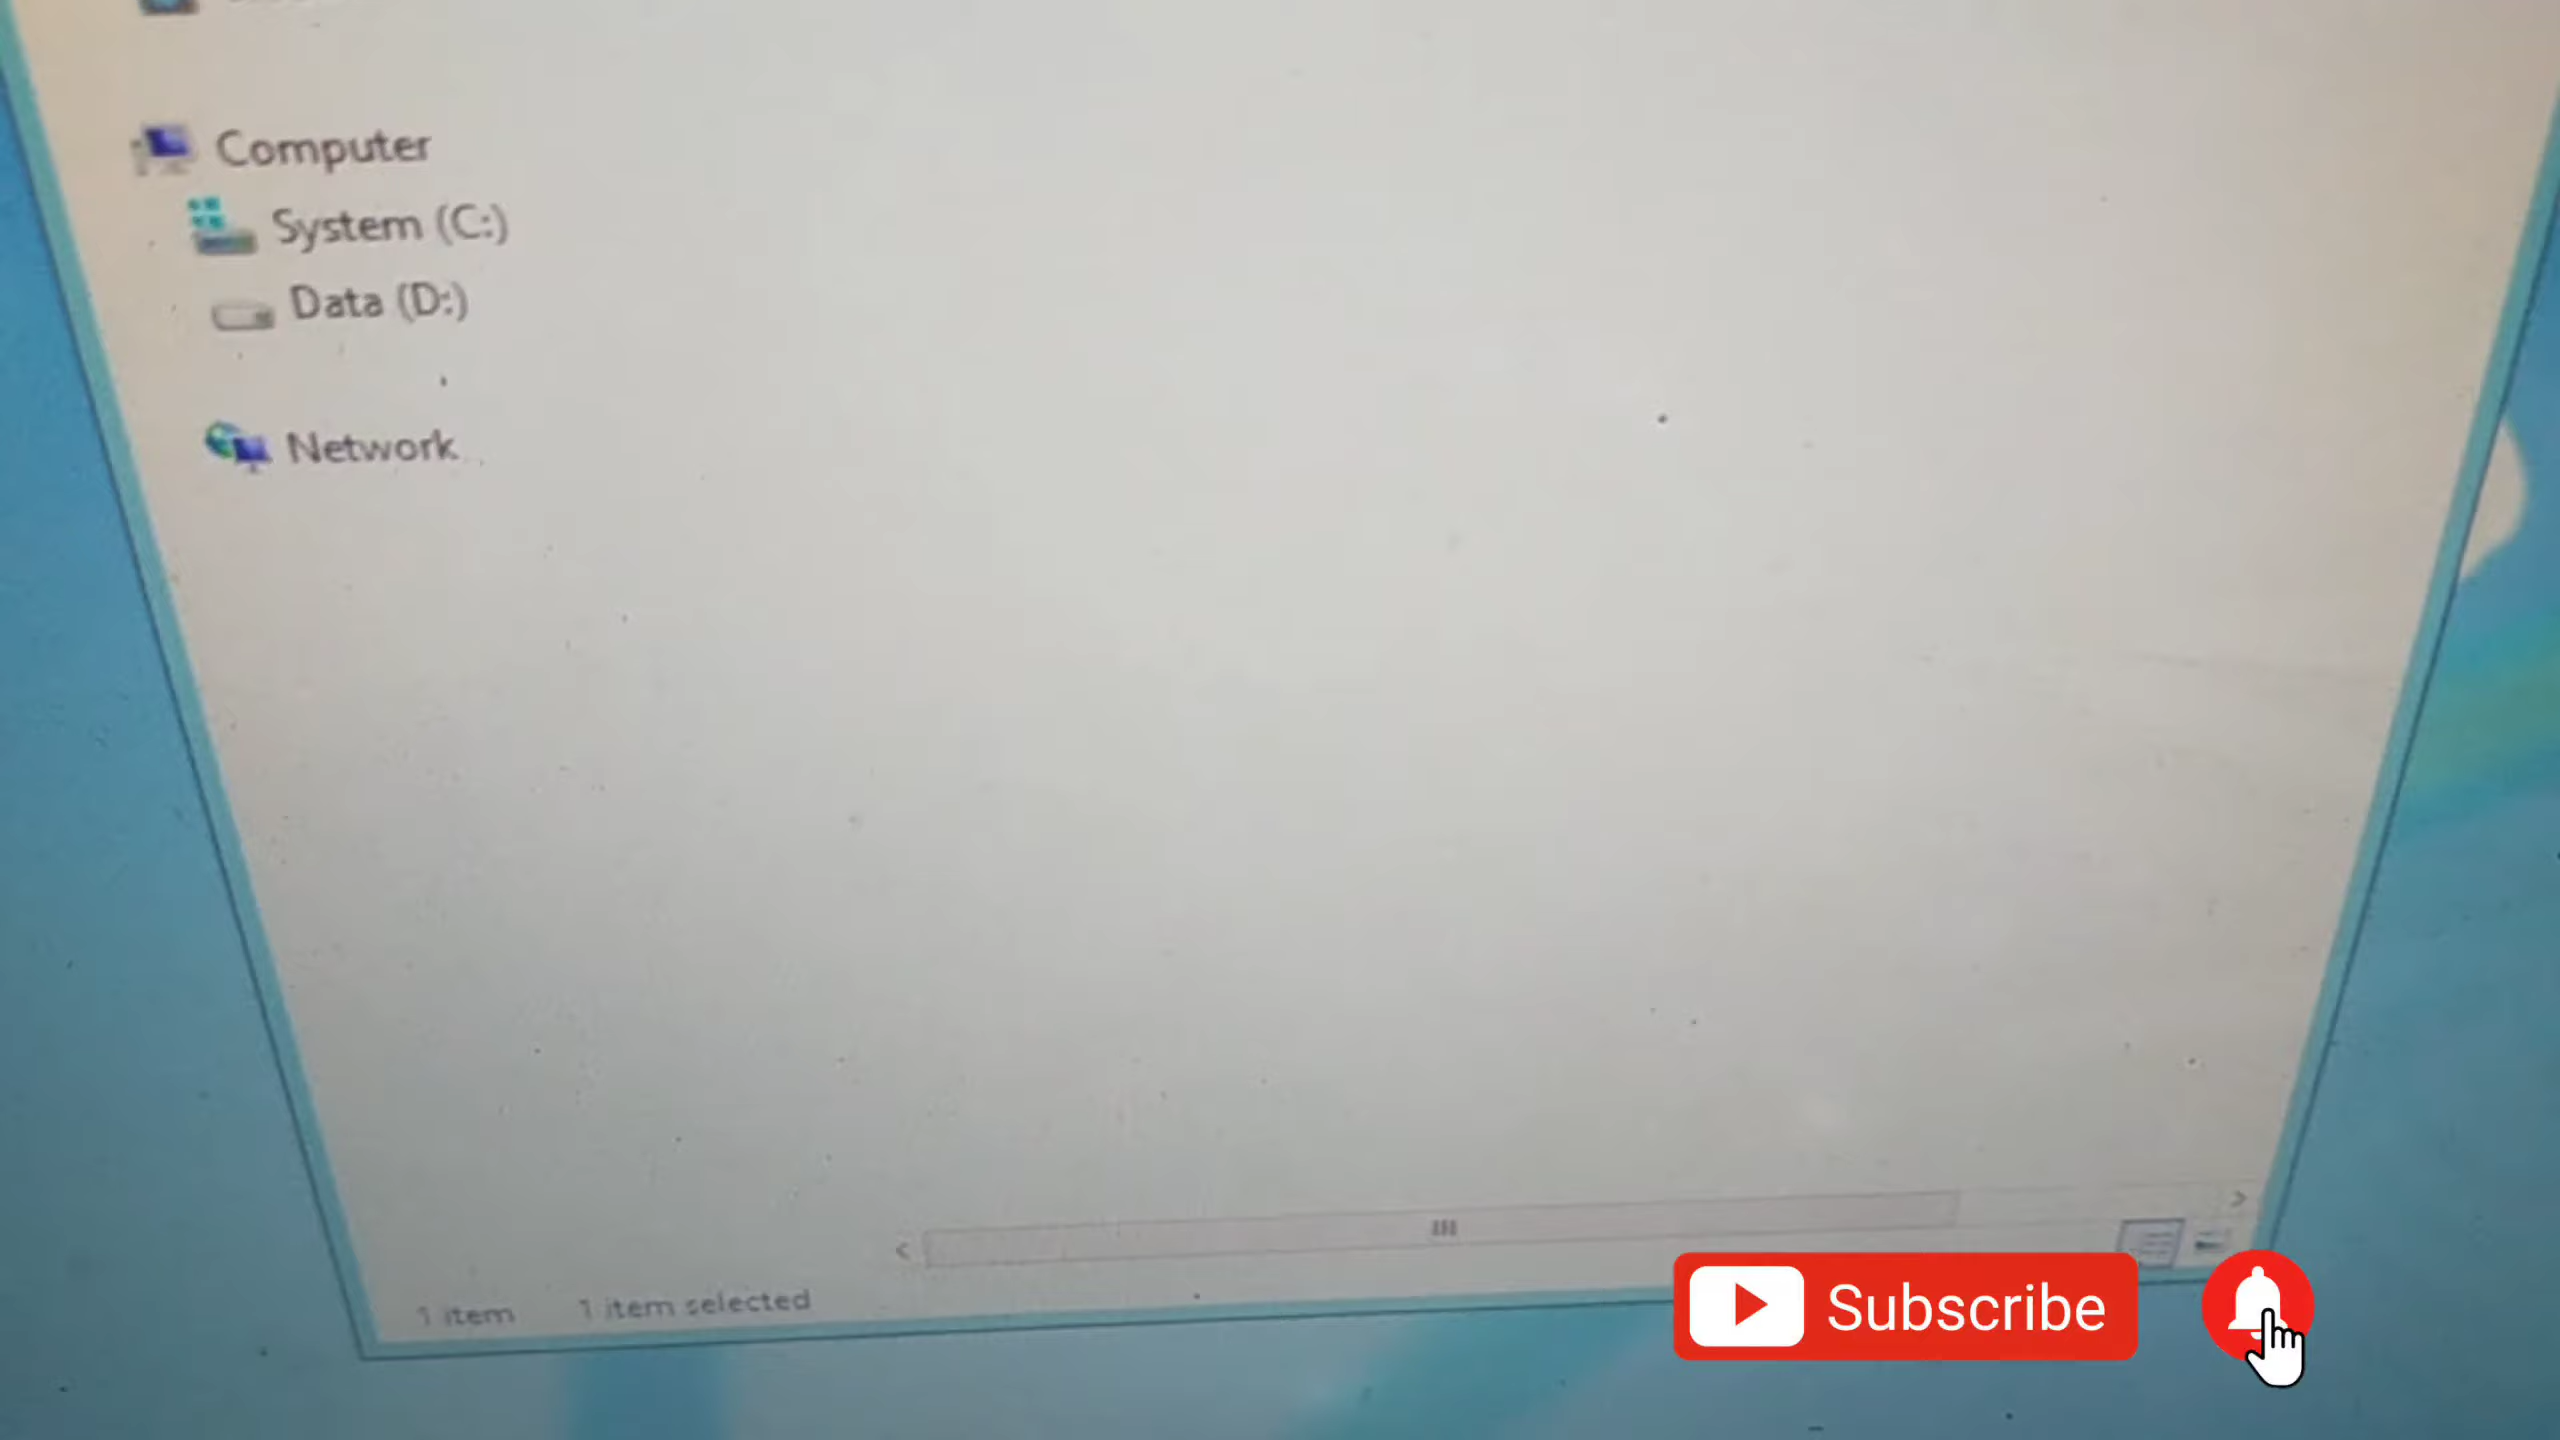 Computer
System (C:)
Data (D:)
Network
1 item 1 item selected
Subscribe